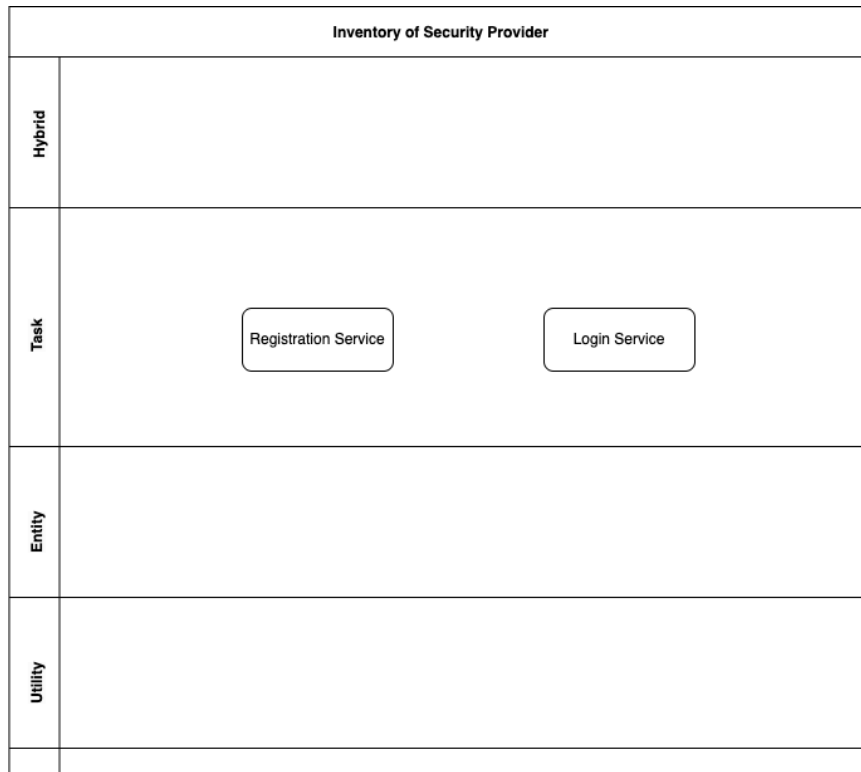 Inventory of Security Provider
Hybrid
Task
Registration Service
Login Service
Entity
Utility